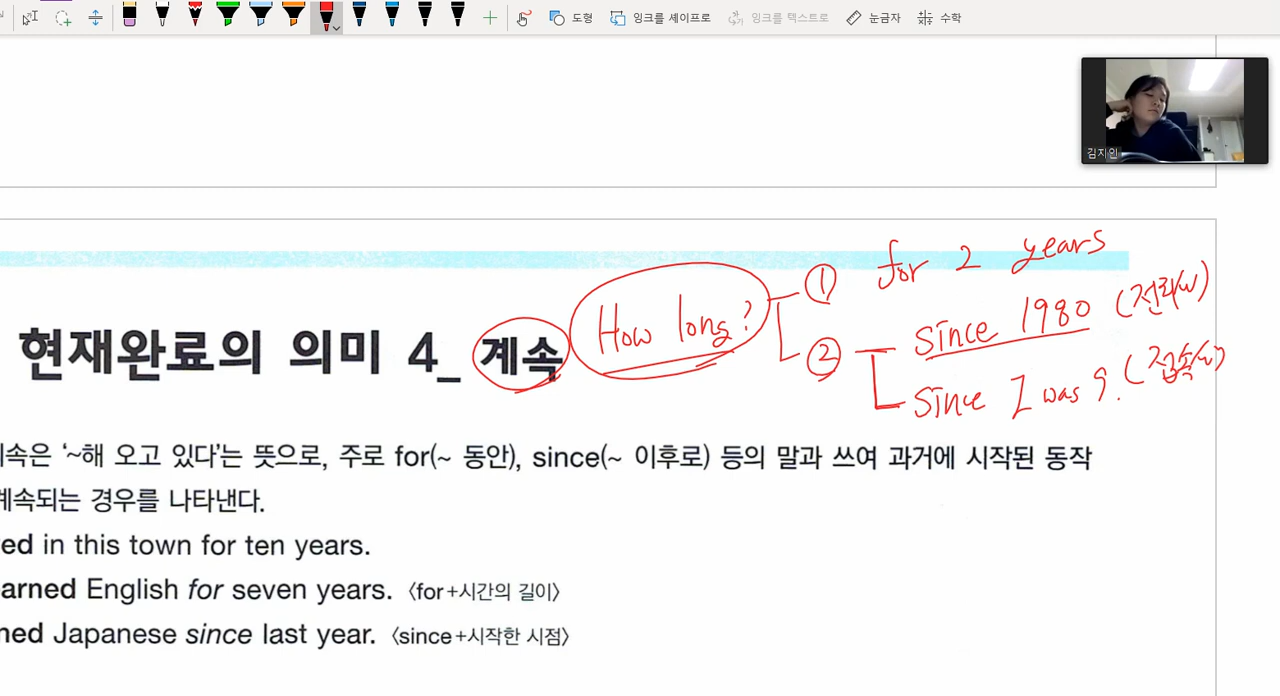 도형 잉크를 셰이프로 잉크를 텍스트로 눈금자 수학
김지인
for 2 years
How long? ① ② since 1980 (전치사)
현재완료의 의미 4_ 계속
since I was 9. (접속사)
속은 ‘~해 오고 있다’는 뜻으로, 주로 for(~ 동안), since(~ 이후로) 등의 말과 쓰여 과거에 시작된 동작
계속되는 경우를 나타낸다.
ed in this town for ten years.
arned English for seven years. 〈for+시간의 길이〉
ned Japanese since last year. 〈since+시작한 시점〉